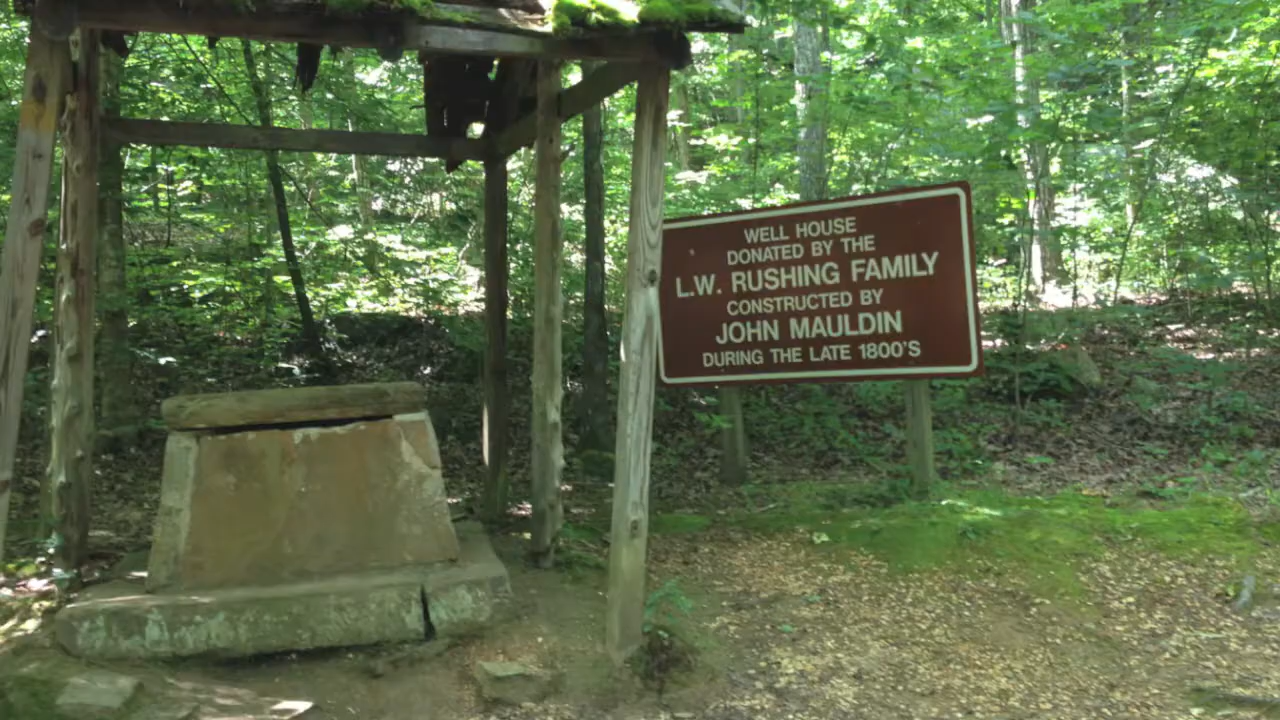 WELL HOUSE
DONATED BY THE
L.W. RUSHING FAMILY
CONSTRUCTED BY
JOHN MAULDIN
DURING THE LATE 1800'S